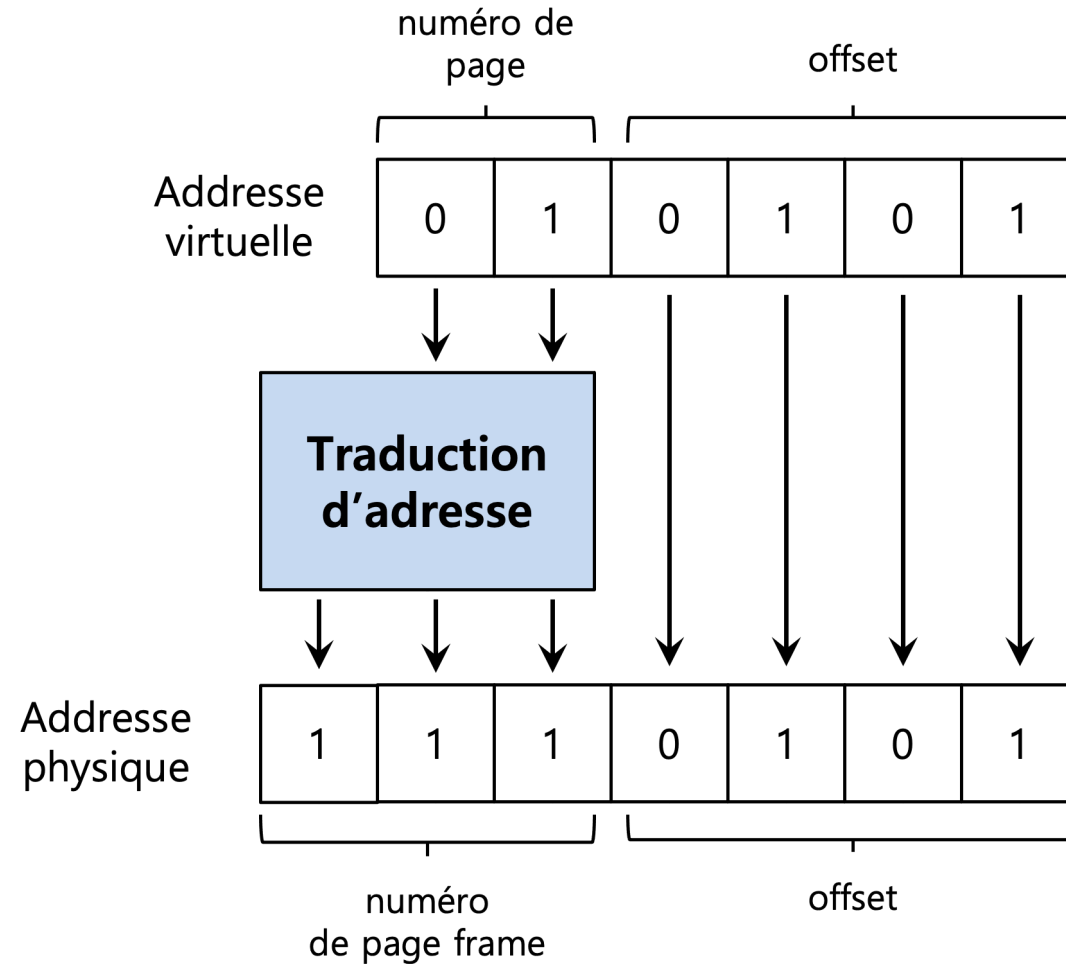 numéro de
page
offset
Addresse
virtuelle
0 1 0 1 0 1
Traduction
d’adresse
Addresse
physique
1 1 1 0 1 0 1
numéro
de page frame
offset